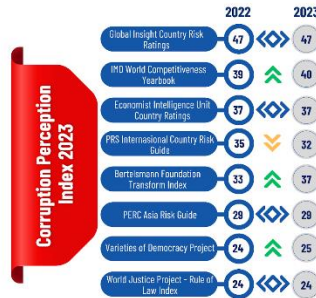 2022 2023
Global Insight Country Risk
Ratings
47 47
IMD World Competitiveness
Yearbook
39 40
Economist Intelligence Unit
Country Ratings
37 37
PRS Internasional Country Risk
Guide
35 32
Bertelsmann Foundation
Transform Index
33 37
PERC Asia Risk Guide
29 29
Varieties of Democracy Project
24 25
World Justice Project - Rule of
Law Index
24 24
Corruption Perception
Index 2023